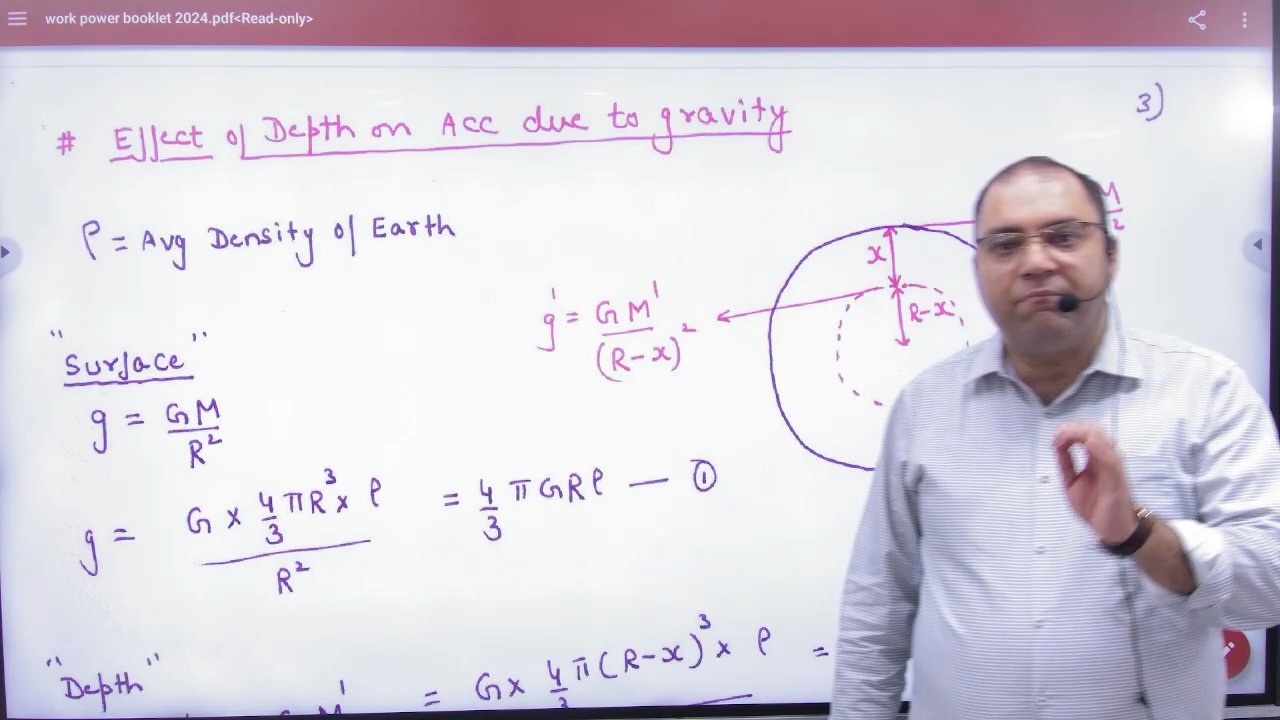 work power booklet 2024.pdf<Read-only>
3)
# Effect of Depth on Acc due to gravity
ρ = Avg Density of Earth
M
2
x
R-x
g' = GM'
(R-x)²
"Surface"
g = GM
R²
g = G × 4/3 πR³ × ρ = 4/3 π G R ρ — ①
R²
"Depth"
= G × 4/3 π (R-x)³ × ρ =